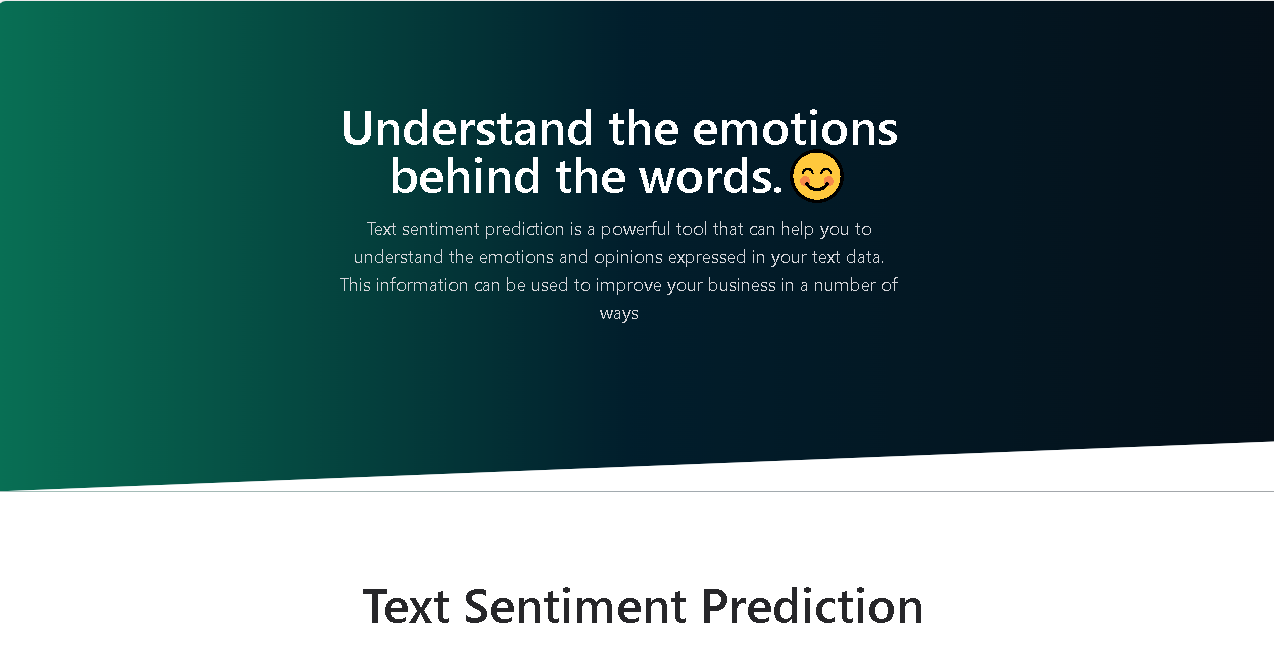 Understand the emotions
behind the words. 😊
Text sentiment prediction is a powerful tool that can help you to
understand the emotions and opinions expressed in your text data.
This information can be used to improve your business in a number of
ways
Text Sentiment Prediction